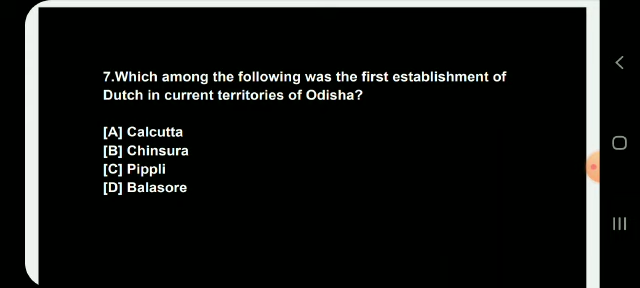 7.Which among the following was the first establishment of
Dutch in current territories of Odisha?
[A] Calcutta
[B] Chinsura
[C] Pippli
[D] Balasore